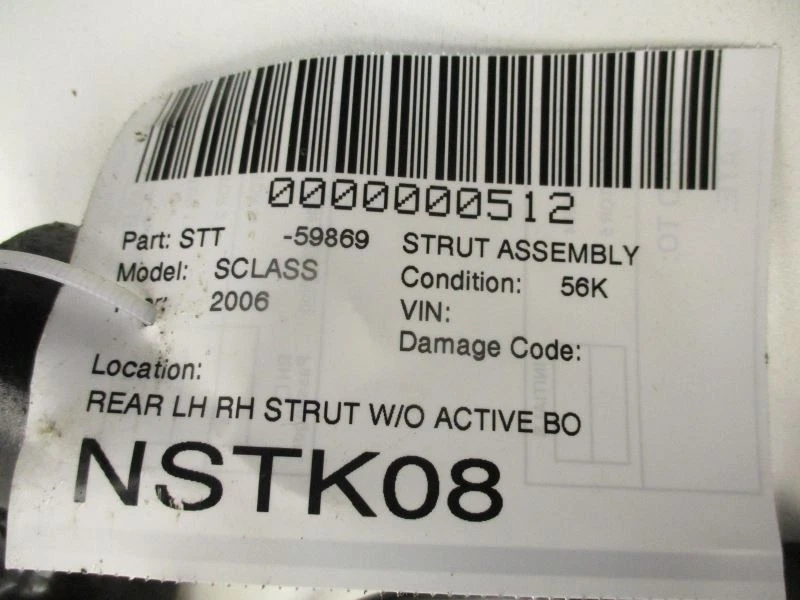 0000000512
Part: STT -59869 STRUT ASSEMBLY
Model: SCLASS Condition: 56K
2006 VIN:
Damage Code:
Location:
REAR LH RH STRUT W/O ACTIVE BO
NSTK08